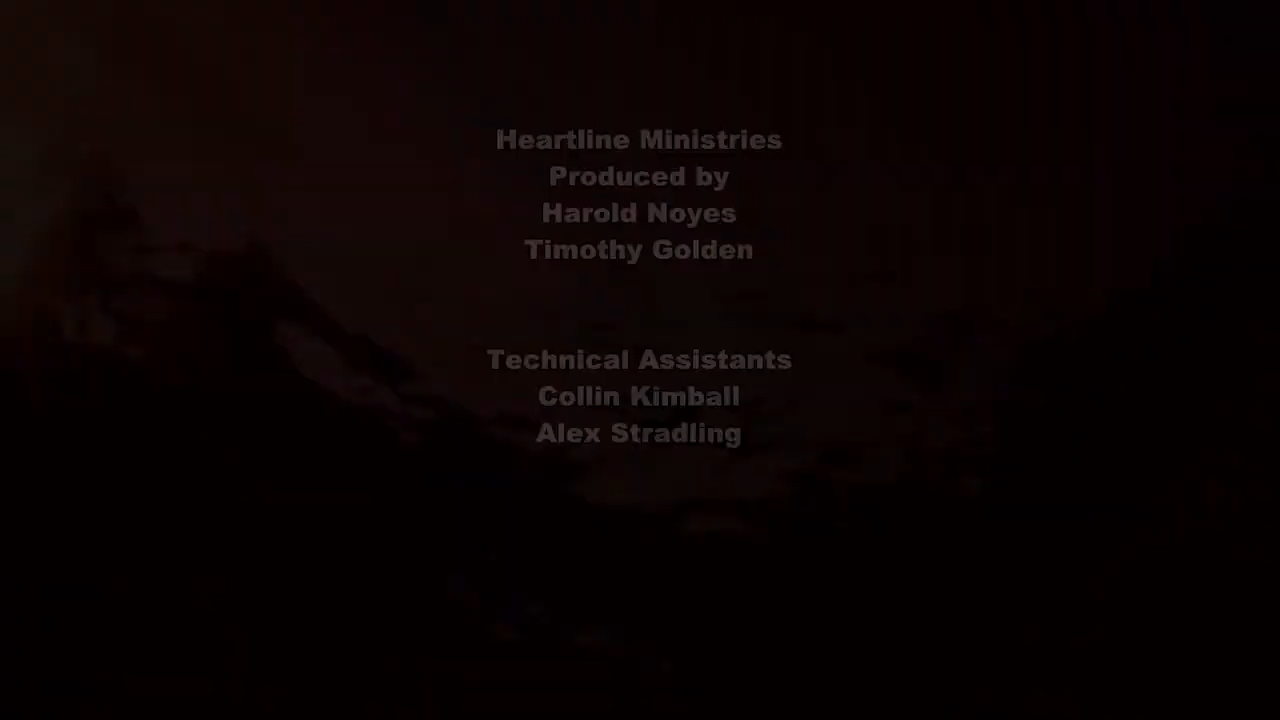 Heartline Ministries
Produced by
Harold Noyes
Timothy Golden
Technical Assistants
Collin Kimball
Alex Stradling